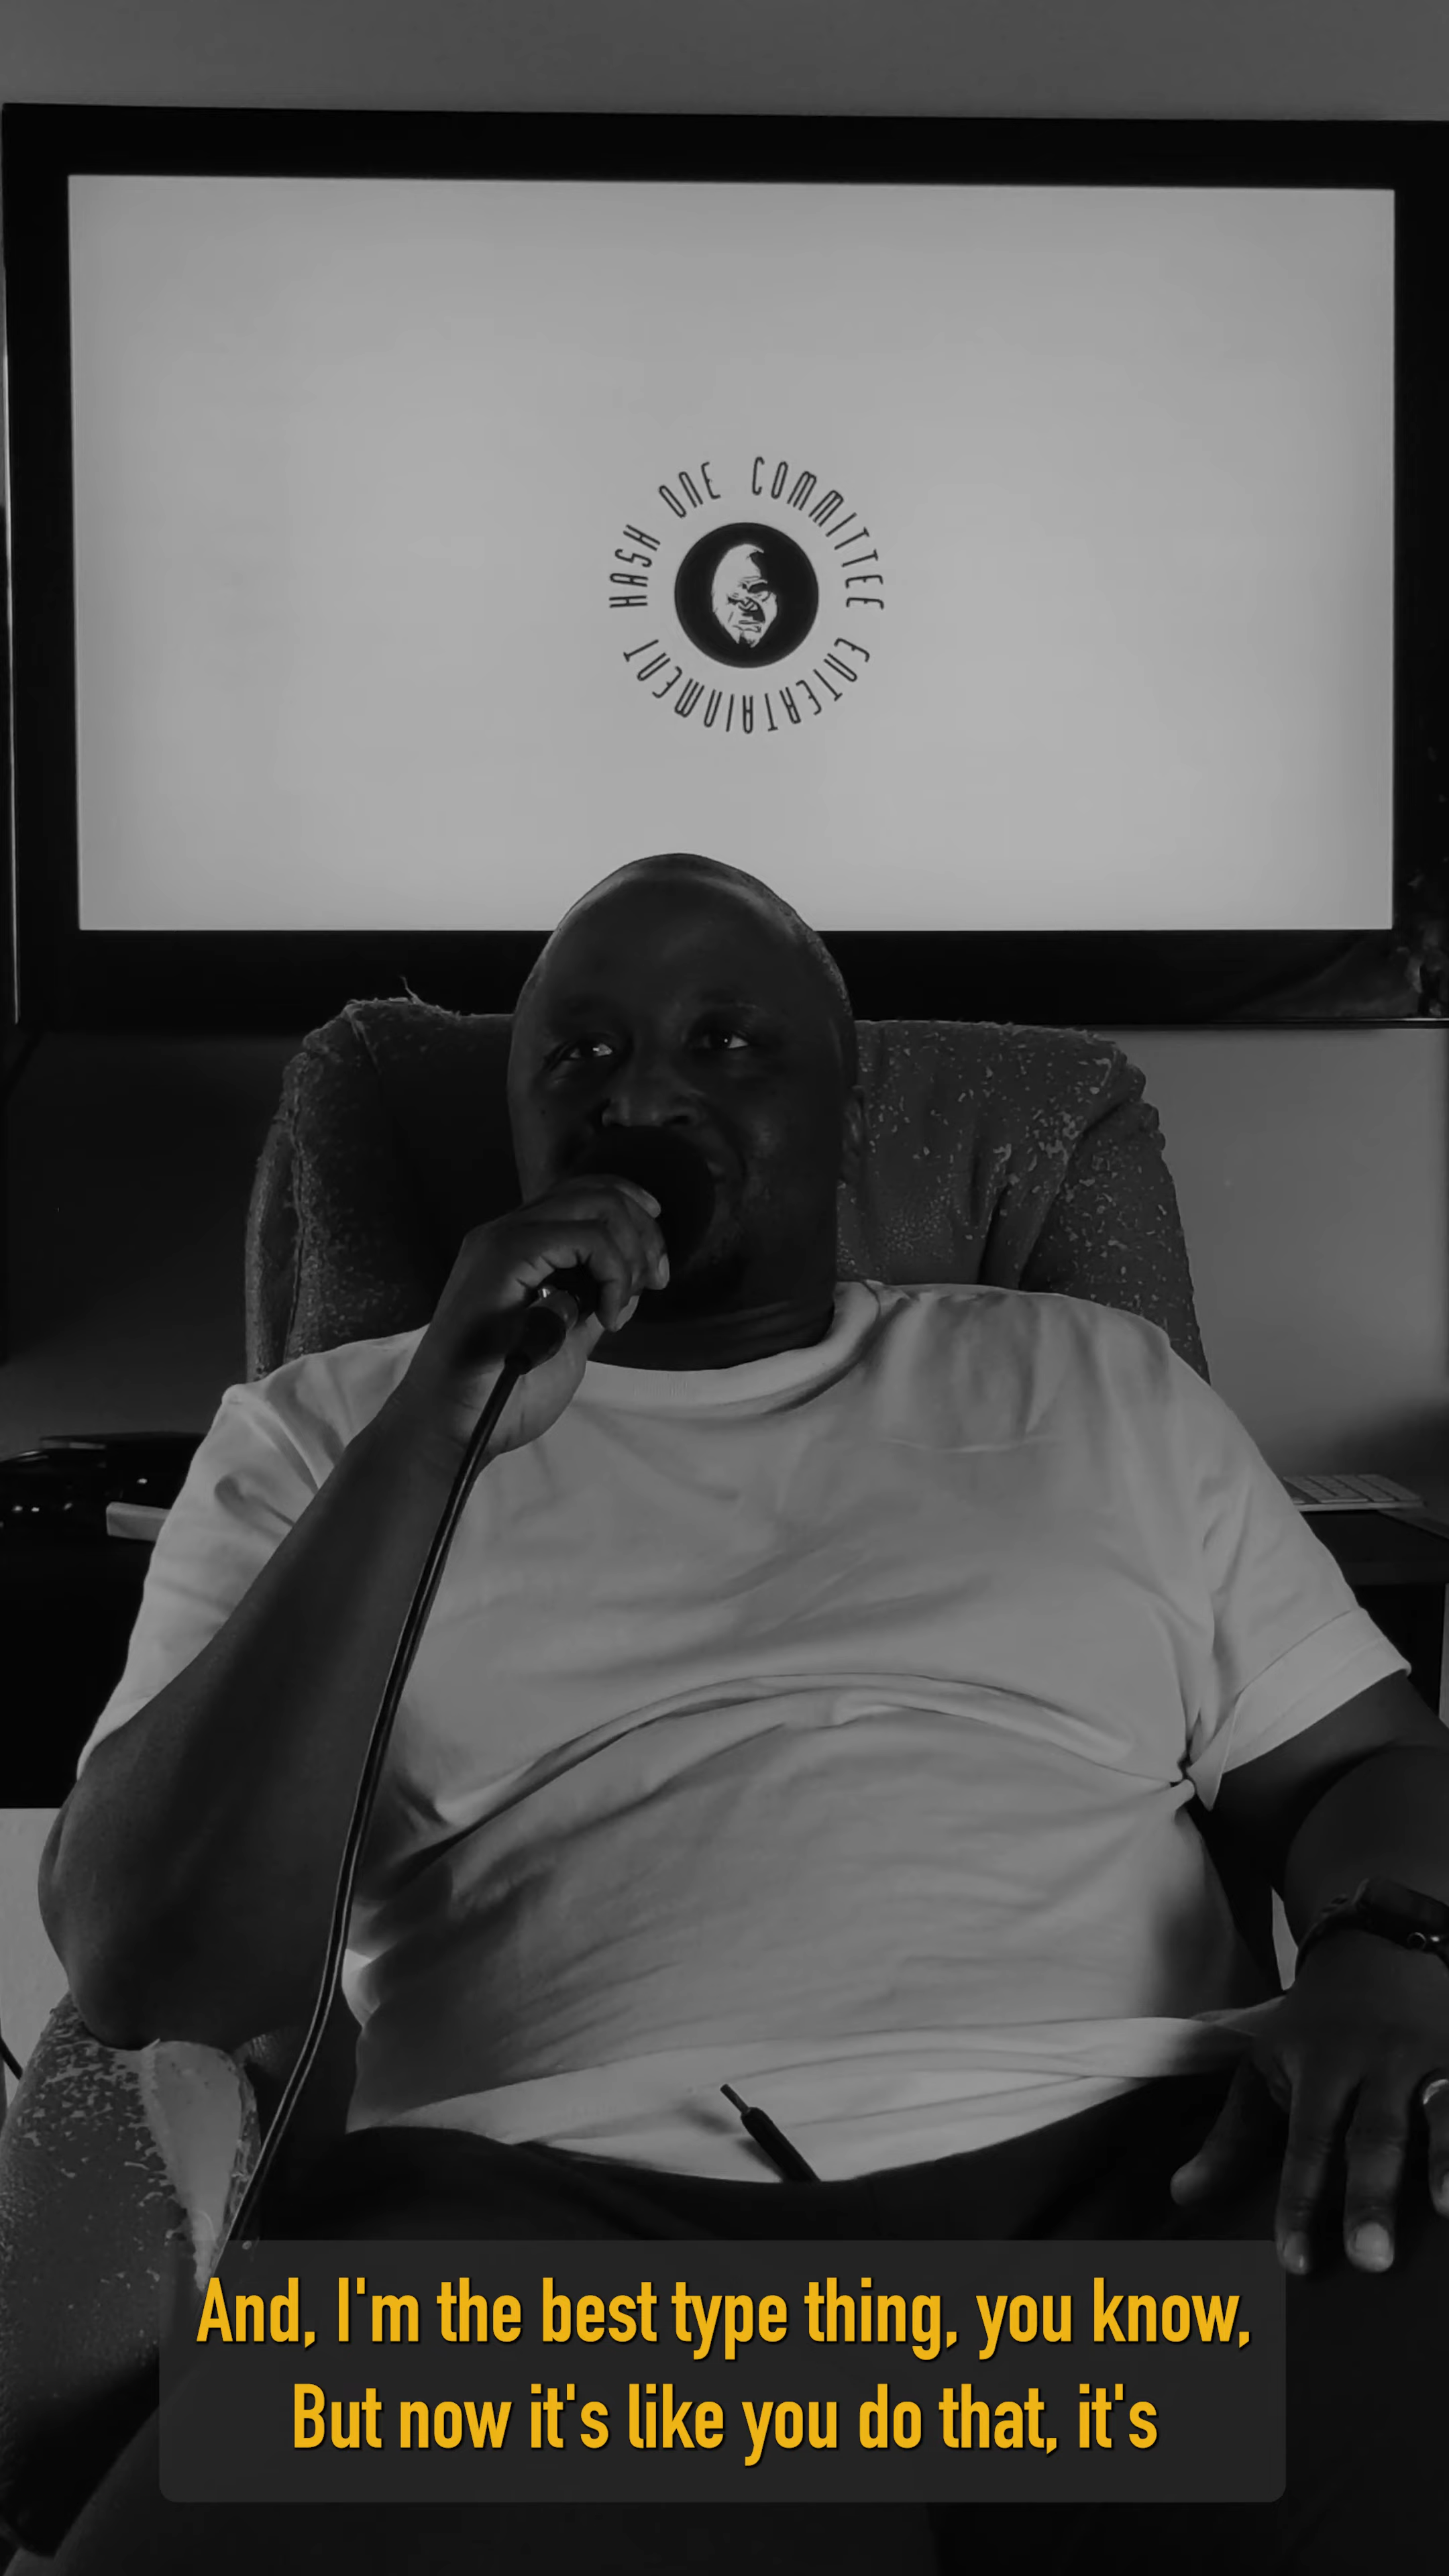 HASH ONE COMMITTEE ENTERTAINMENT
And, I'm the best type thing, you know,
But now it's like you do that, it's